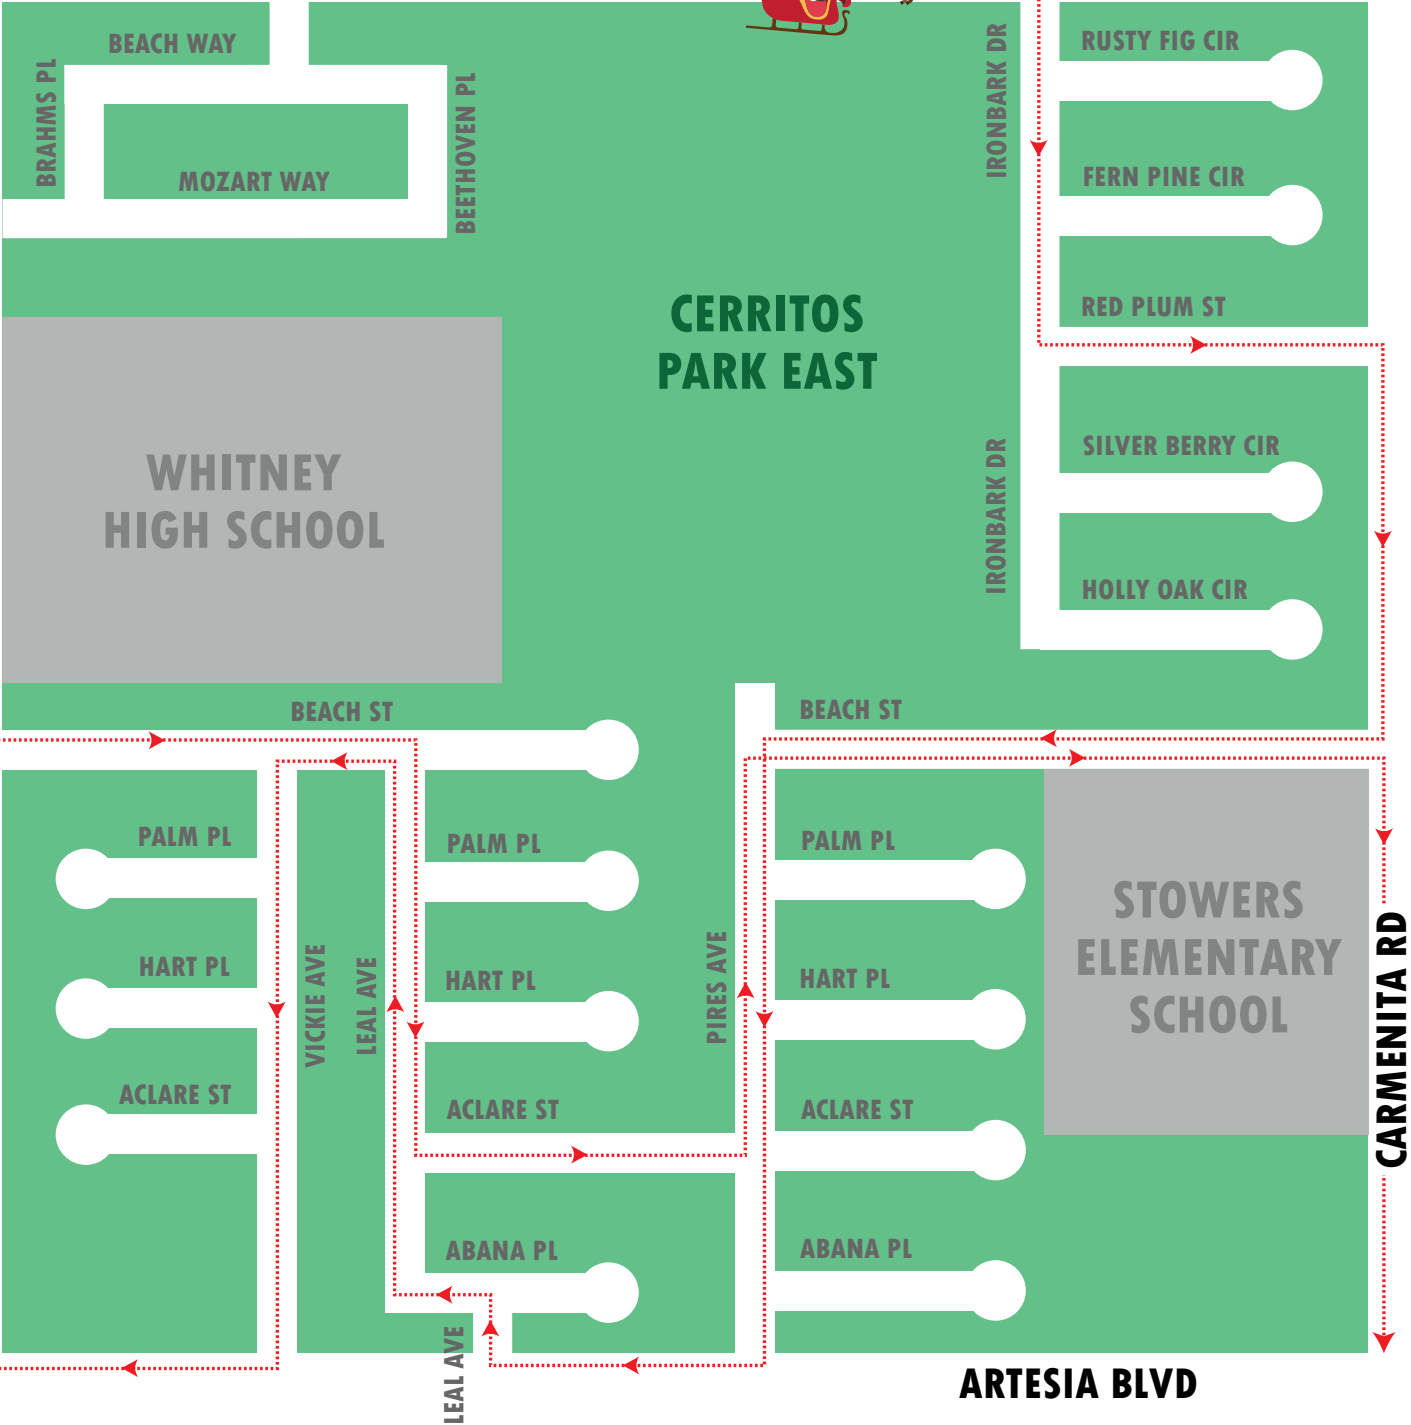 BEACH WAY
BRAHMS PL
MOZART WAY
BEETHOVEN PL
IRONBARK DR
RUSTY FIG CIR
FERN PINE CIR
RED PLUM ST
CERRITOS
PARK EAST
WHITNEY
HIGH SCHOOL
IRONBARK DR
SILVER BERRY CIR
HOLLY OAK CIR
BEACH ST
BEACH ST
PALM PL
PALM PL
PALM PL
HART PL
VICKIE AVE
LEAL AVE
HART PL
PIRES AVE
HART PL
STOWERS
ELEMENTARY
SCHOOL
CARMENITA RD
ACLARE ST
ACLARE ST
ACLARE ST
ABANA PL
ABANA PL
LEAL AVE
ARTESIA BLVD